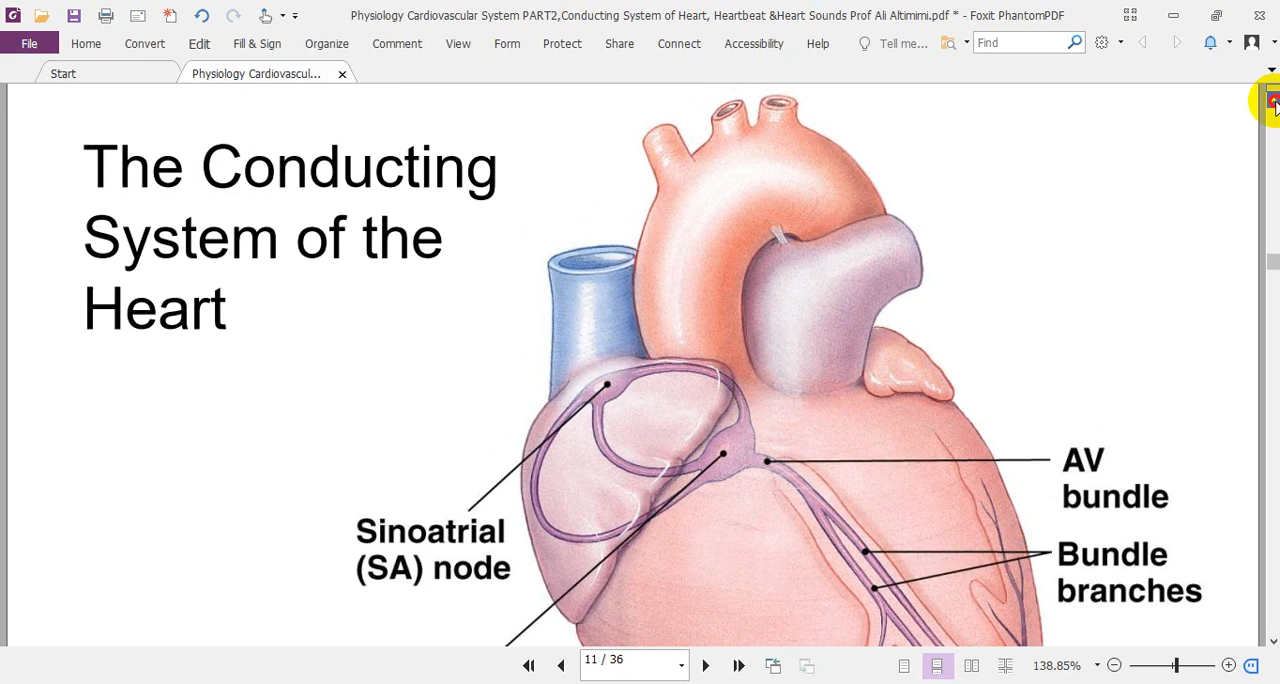 Physiology Cardiovascular System PART2,Conducting System of Heart, Heartbeat &Heart Sounds Prof Ali Altimimi.pdf * - Foxit PhantomPDF
File Home Convert Edit Fill & Sign Organize Comment View Form Protect Share Connect Accessibility Help Tell me... Find
Start Physiology Cardiovascul...
The Conducting
System of the
Heart
AV
bundle
Sinoatrial
(SA) node
Bundle
branches
11 / 36 138.85%